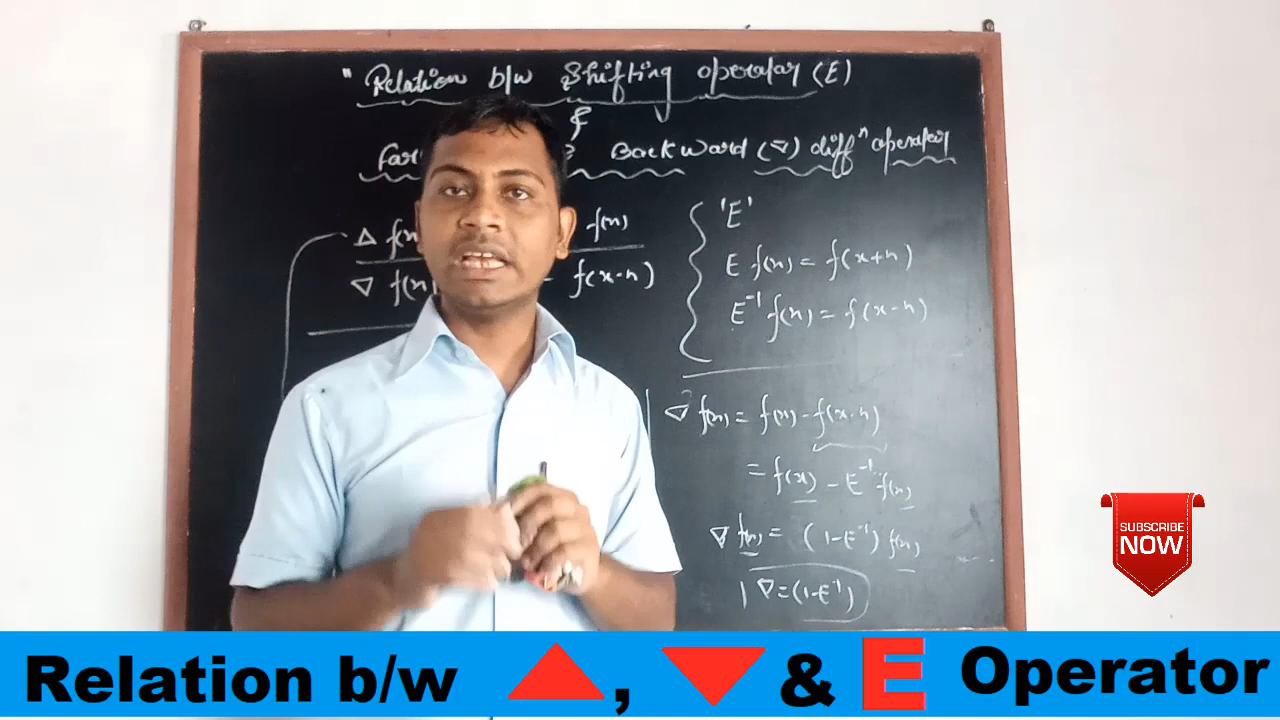 " Relation b/w Shifting operator (E)
&
Backward (∇) diffⁿ operator
Δ f(x f(x)
∇ f(x - f(x-h)
'E'
E f(x) = f(x+h)
E⁻¹ f(x) = f(x-h)
∇ f(x) = f(x) - f(x-h)
= f(x) - E⁻¹ f(x)
∇ f(x) = (1-E⁻¹) f(x)
∇ = (1-E⁻¹)
SUBSCRIBE
NOW
Relation b/w ▲, ▼ & E Operator